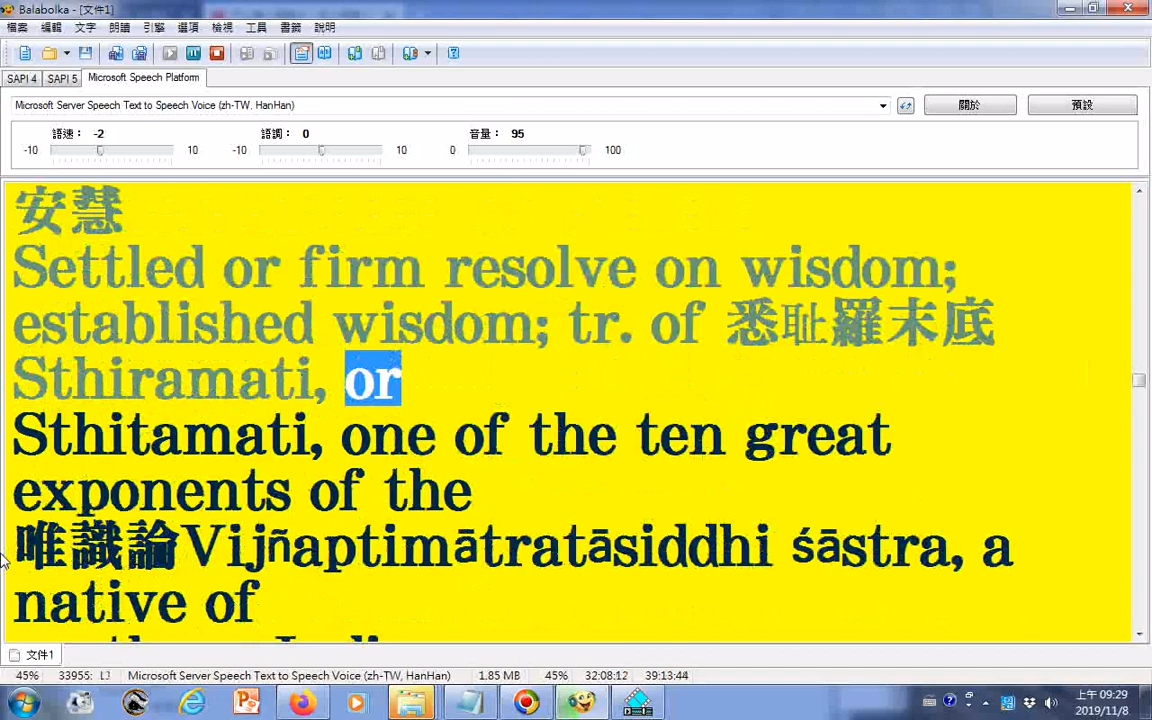 Balabolka - [文件1]
檔案 編輯 文字 朗讀 引擎 選項 檢視 工具 書籤 說明
SAPI 4 SAPI 5 Microsoft Speech Platform
Microsoft Server Speech Text to Speech Voice (zh-TW, HanHan) 關於 預設
語速: -2 語調: 0 音量: 95
-10 10 -10 10 0 100
安慧
Settled or firm resolve on wisdom;
established wisdom; tr. of 悉耻羅末底
Sthiramati, or
Sthitamati, one of the ten great
exponents of the
唯識論Vijñaptimātratāsiddhi śāstra, a
native of
文件1
45% 33955: Microsoft Server Speech Text to Speech Voice (zh-TW, HanHan) 1.85 MB 45% 32:08:12 39:13:44
上午 09:29
2019/11/8